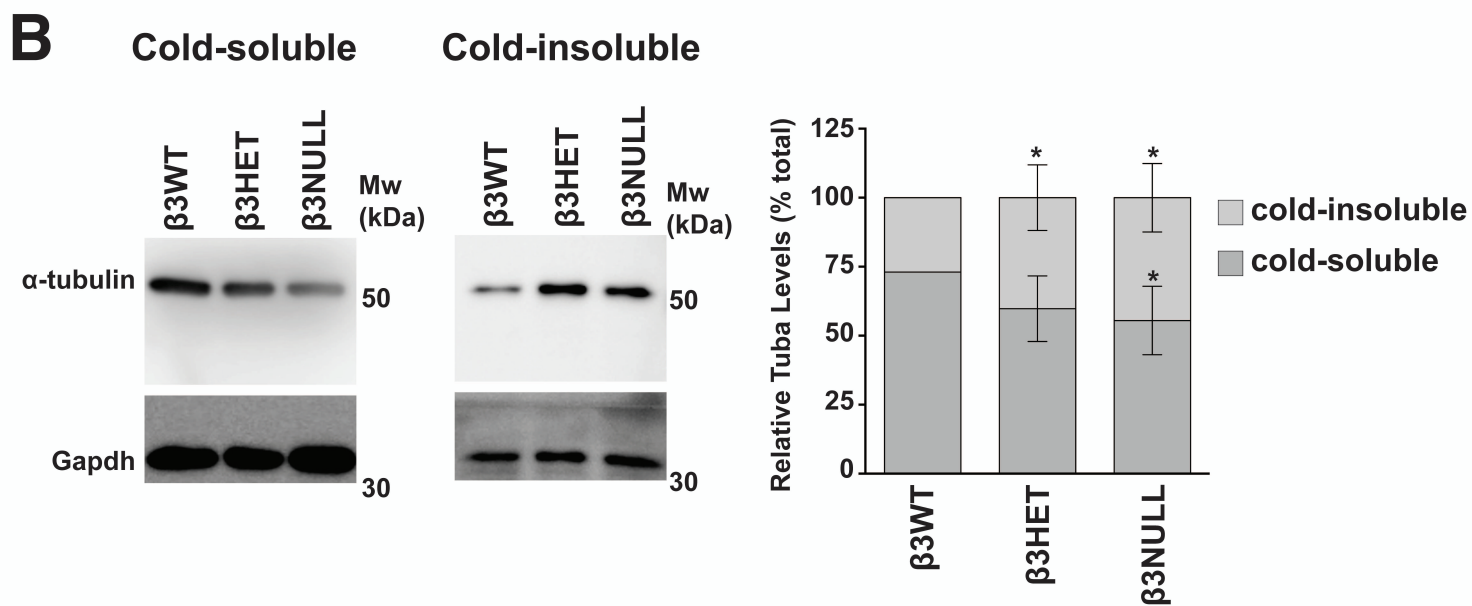 B
Cold-soluble
Cold-insoluble
β3WT
β3HET
β3NULL
Mw
(kDa)
β3WT
β3HET
β3NULL
Mw
(kDa)
α-tubulin
50
50
Gapdh
30
30
Relative Tuba Levels (% total)
125
100
75
50
25
0
*
*
*
β3WT
β3HET
β3NULL
cold-insoluble
cold-soluble